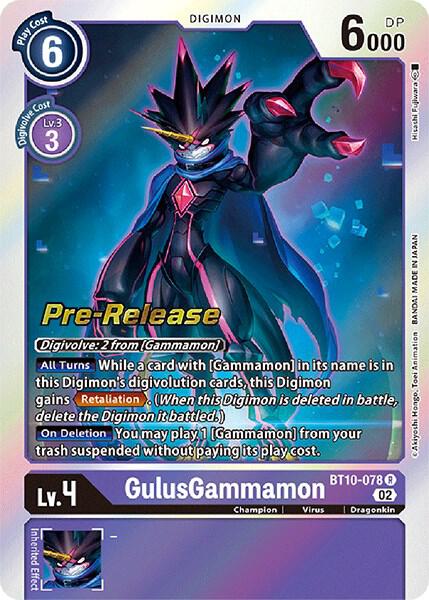 DIGIMON
Play Cost
6
DP
6000
Digivolve Cost
Lv.3
3
Hisashi Fujiwara
Pre-Release
Digivolve: 2 from [Gammamon]
All Turns While a card with [Gammamon] in its name is in
this Digimon's digivolution cards, this Digimon
gains Retaliation. (When this Digimon is deleted in battle,
delete the Digimon it battled.)
On Deletion You may play 1 [Gammamon] from your
trash suspended without paying its play cost.
©Akiyoshi Hongo, Toei Animation BANDAI MADE IN JAPAN
Lv.4
GulusGammamon
BT10-078 R
02
Champion | Virus | Dragonkin
Inherited Effect
-